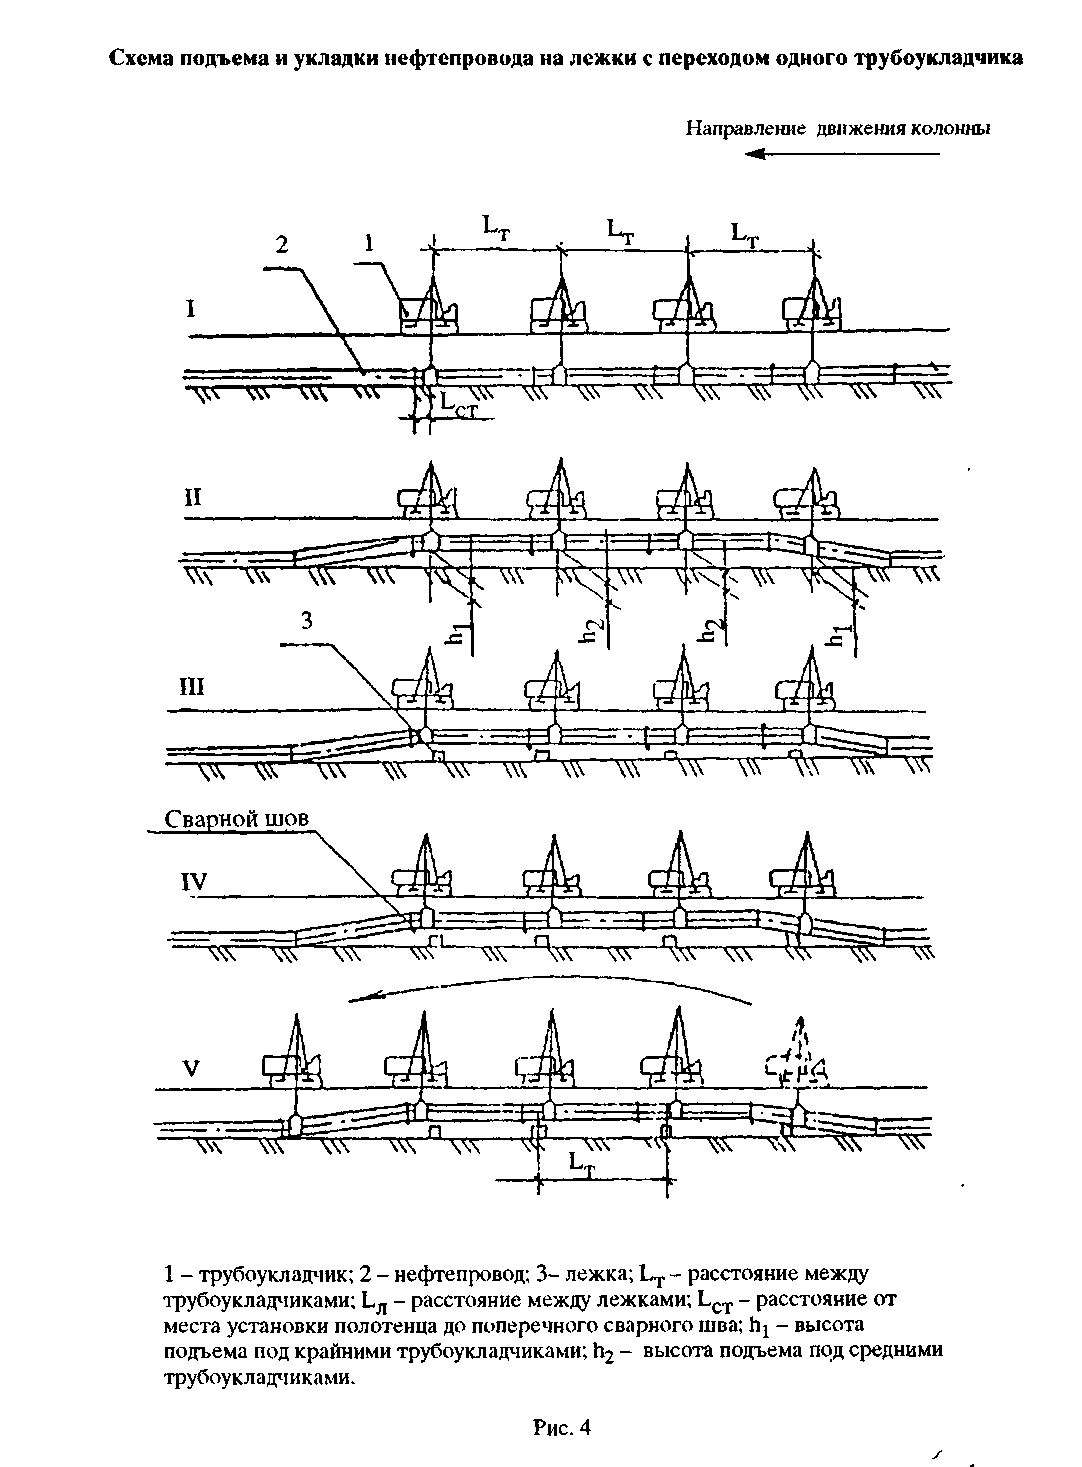 Схема подъема и укладки нефтепровода на лежки с переходом одного трубоукладчика
Направление движения колонны
Lт Lт Lт
2 1
I
Lст
II
h1 h2 h2 h1
3
III
Сварной шов
IV
V
Lт
1 – трубоукладчик; 2 – нефтепровод; 3– лежка; Lт – расстояние между
трубоукладчиками; Lл – расстояние между лежками; Lст – расстояние от
места установки полотенца до поперечного сварного шва; h1 – высота
подъема под крайними трубоукладчиками; h2 – высота подъема под средними
трубоукладчиками.
Рис. 4